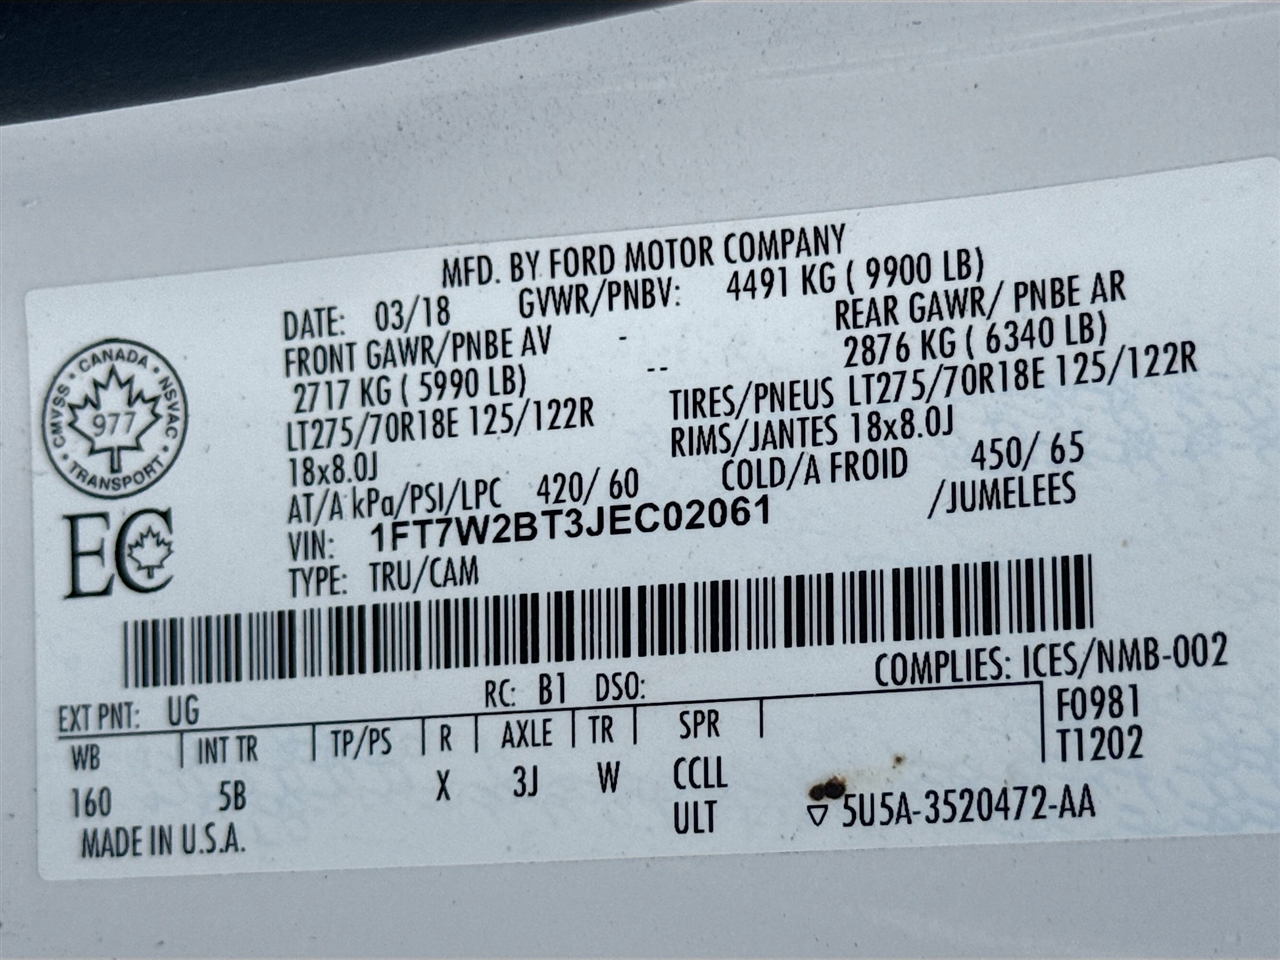 MFD. BY FORD MOTOR COMPANY
DATE: 03/18 GVWR/PNBV: 4491 KG ( 9900 LB)
FRONT GAWR/PNBE AV - REAR GAWR/ PNBE AR
2717 KG ( 5990 LB) -- 2876 KG ( 6340 LB)
LT275/70R18E 125/122R TIRES/PNEUS LT275/70R18E 125/122R
18x8.0J RIMS/JANTES 18x8.0J
AT/A kPa/PSI/LPC 420/ 60 COLD/A FROID 450/ 65
VIN: 1FT7W2BT3JEC02061 /JUMELEES
TYPE: TRU/CAM
CANADA
CMVSS • NSVAC
977
TRANSPORT
EC
COMPLIES: ICES/NMB-002
EXT PNT: UG RC: B1 DSO:
WB INT TR TP/PS R AXLE TR SPR
F0981
T1202
160 5B X 3J W CCLL
ULT
▽ 5U5A-3520472-AA
MADE IN U.S.A.